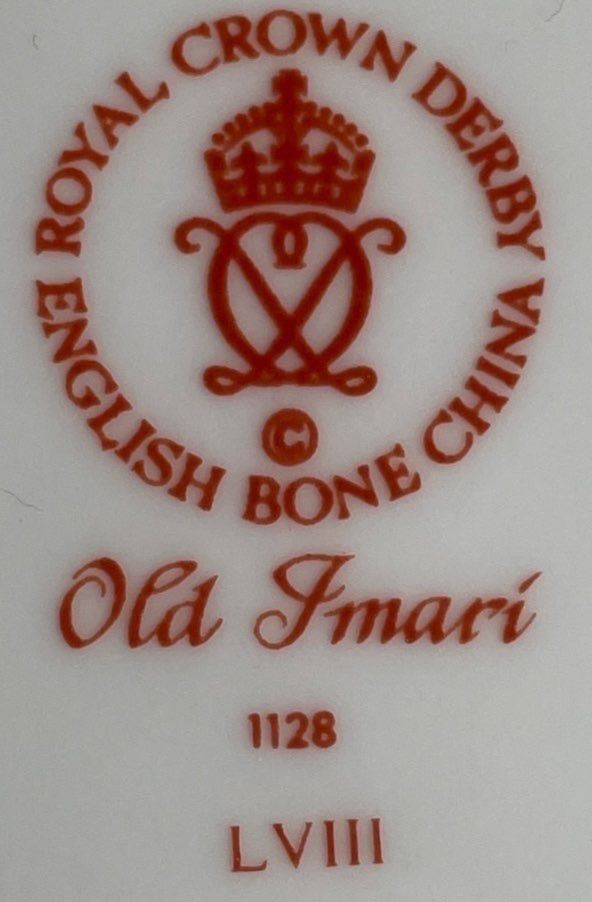 ROYAL CROWN DERBY
ENGLISH BONE CHINA
©
Old Imari
1128
LVIII